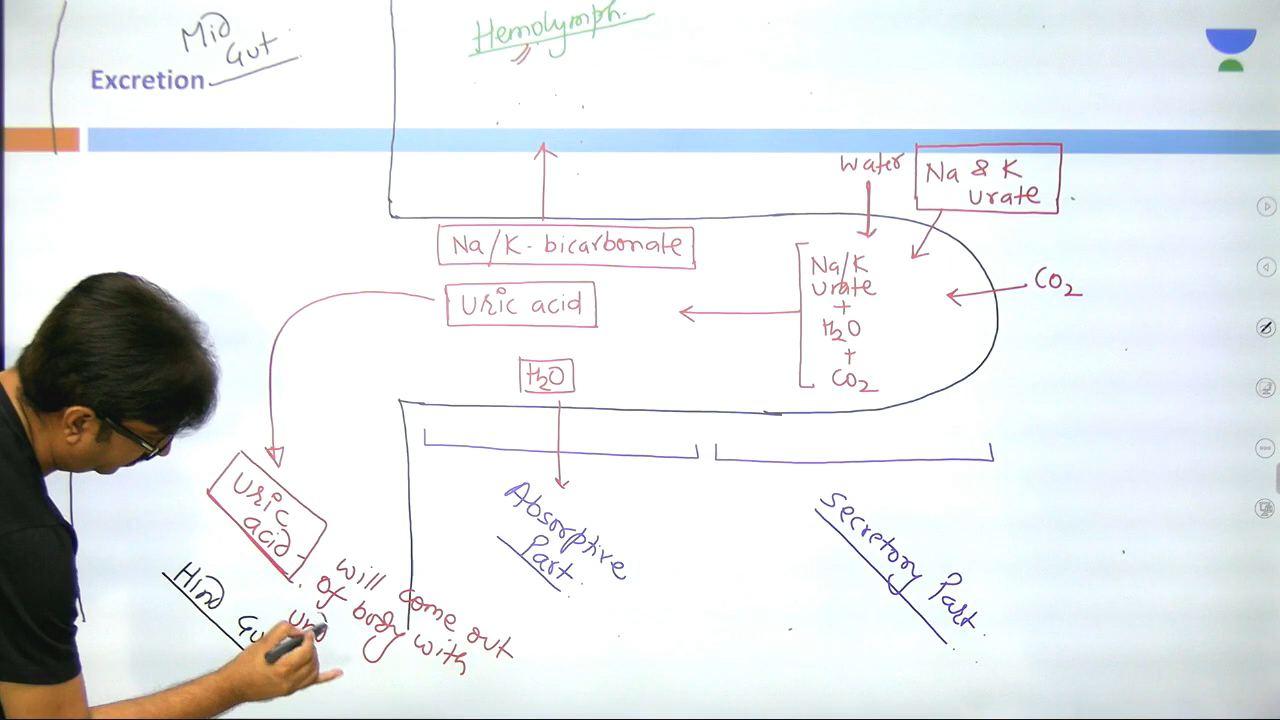 Mid
Gut
Excretion
Hemolymph.
Water
Na & K
urate
Na/K - bicarbonate
Uric acid
H₂O
Na/K
urate
+
H₂O
+
CO₂
CO₂
Absorptive
Part.
Secretory Part.
Uric
acid
will come out
of body with
Hind